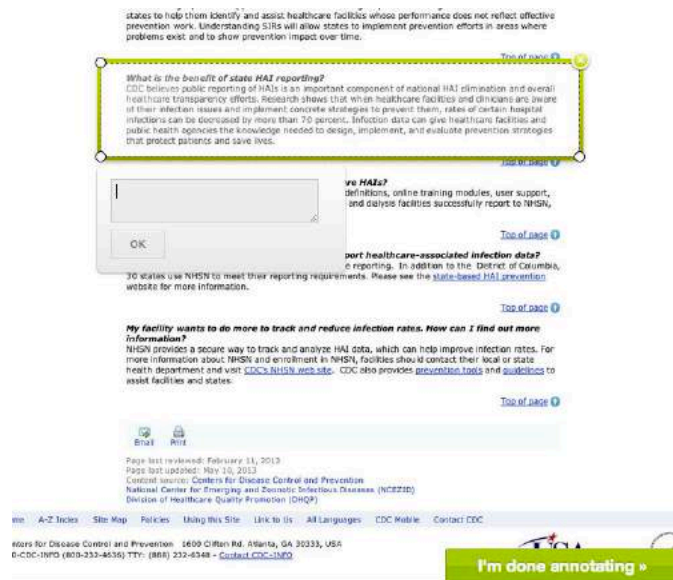 states to help them identify and assist healthcare facilities whose performance does not reflect effective
prevention work. Understanding SIRs will allow states to implement prevention efforts in areas where
problems exist and to show prevention impact over time.
Top of page
What is the benefit of state HAI reporting?
CDC believes public reporting of HAIs is an important component of national HAI elimination and overall
healthcare transparency efforts. Research shows that when healthcare facilities and clinicians are aware
of their infection issues and implement concrete strategies to prevent them, rates of certain hospital
infections can be decreased by more than 70 percent. Infection data can give healthcare facilities and
public health agencies the knowledge needed to design, implement, and evaluate prevention strategies
that protect patients and save lives.
Top of page
re HAIs?
definitions, online training modules, user support,
and dialysis facilities successfully report to NHSN,
OK
Top of page
port healthcare-associated infection data?
e reporting. In addition to the District of Columbia,
30 states use NHSN to meet their reporting requirements. Please see the state-based HAI prevention
website for more information.
Top of page
My facility wants to do more to track and reduce infection rates. How can I find out more
information?
NHSN provides a secure way to track and analyze HAI data, which can help improve infection rates. For
more information about NHSN and enrollment in NHSN, facilities should contact their local or state
health department and visit CDC's NHSN web site. CDC also provides prevention tools and guidelines to
assist facilities and states.
Top of page
Email Print
Page last reviewed: February 11, 2013
Page last updated: May 10, 2013
Content source: Centers for Disease Control and Prevention
National Center for Emerging and Zoonotic Infectious Diseases (NCEZID)
Division of Healthcare Quality Promotion (DHQP)
me A-Z Index Site Map Policies Using this Site Link to Us All Languages CDC Mobile Contact CDC
nters for Disease Control and Prevention 1600 Clifton Rd. Atlanta, GA 30333, USA
0-CDC-INFO (800-232-4636) TTY: (888) 232-6348 - Contact CDC-INFO
I'm done annotating »